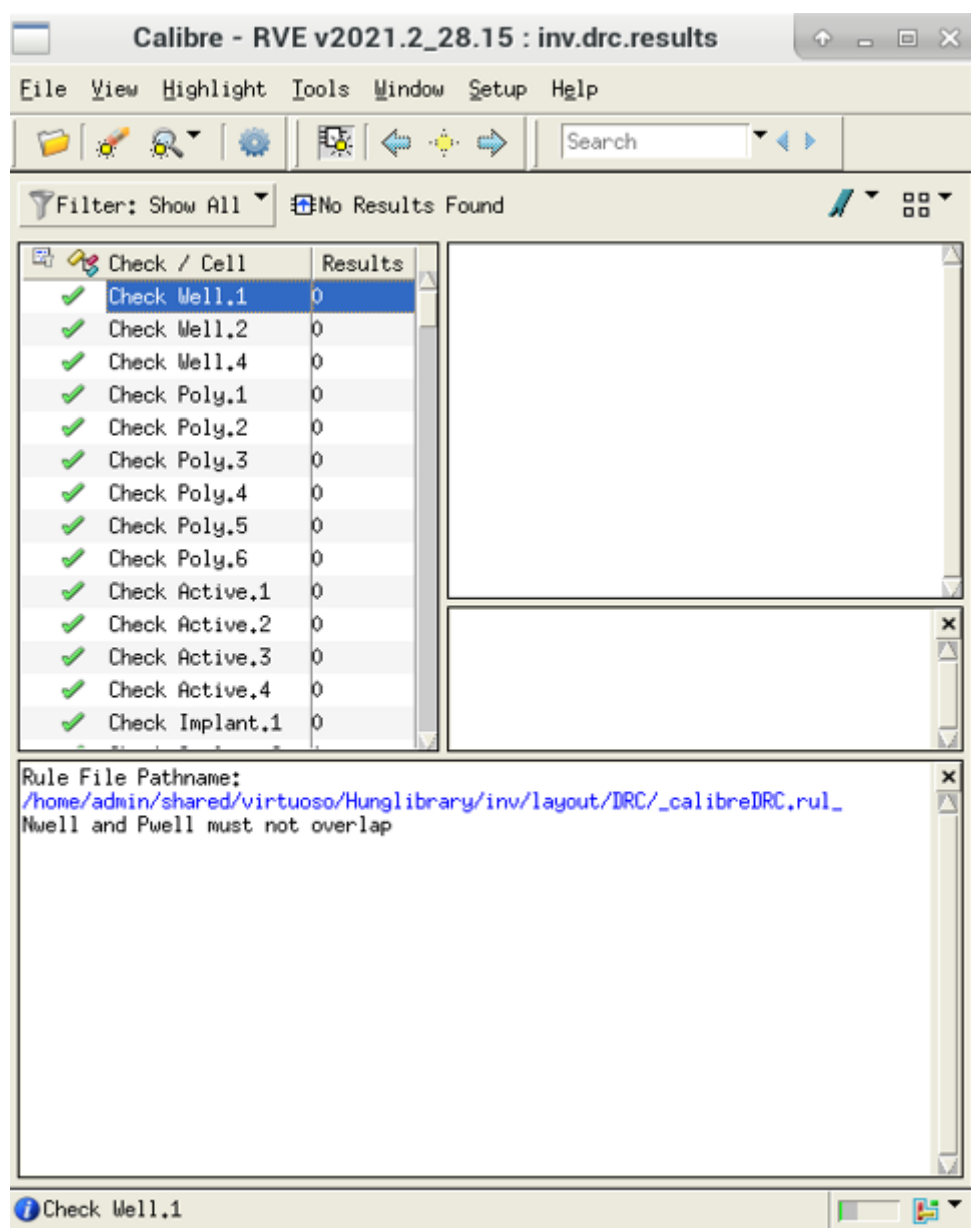 Calibre - RVE v2021.2_28.15 : inv.drc.results
File View Highlight Tools Window Setup Help
Search
Filter: Show All No Results Found
Check / Cell Results
Check Well.1 0
Check Well.2 0
Check Well.4 0
Check Poly.1 0
Check Poly.2 0
Check Poly.3 0
Check Poly.4 0
Check Poly.5 0
Check Poly.6 0
Check Active.1 0
Check Active.2 0
Check Active.3 0
Check Active.4 0
Check Implant.1 0
Rule File Pathname:
/home/admin/shared/virtuoso/Hunglibrary/inv/layout/DRC/_calibreDRC.rul_
Nwell and Pwell must not overlap
Check Well.1